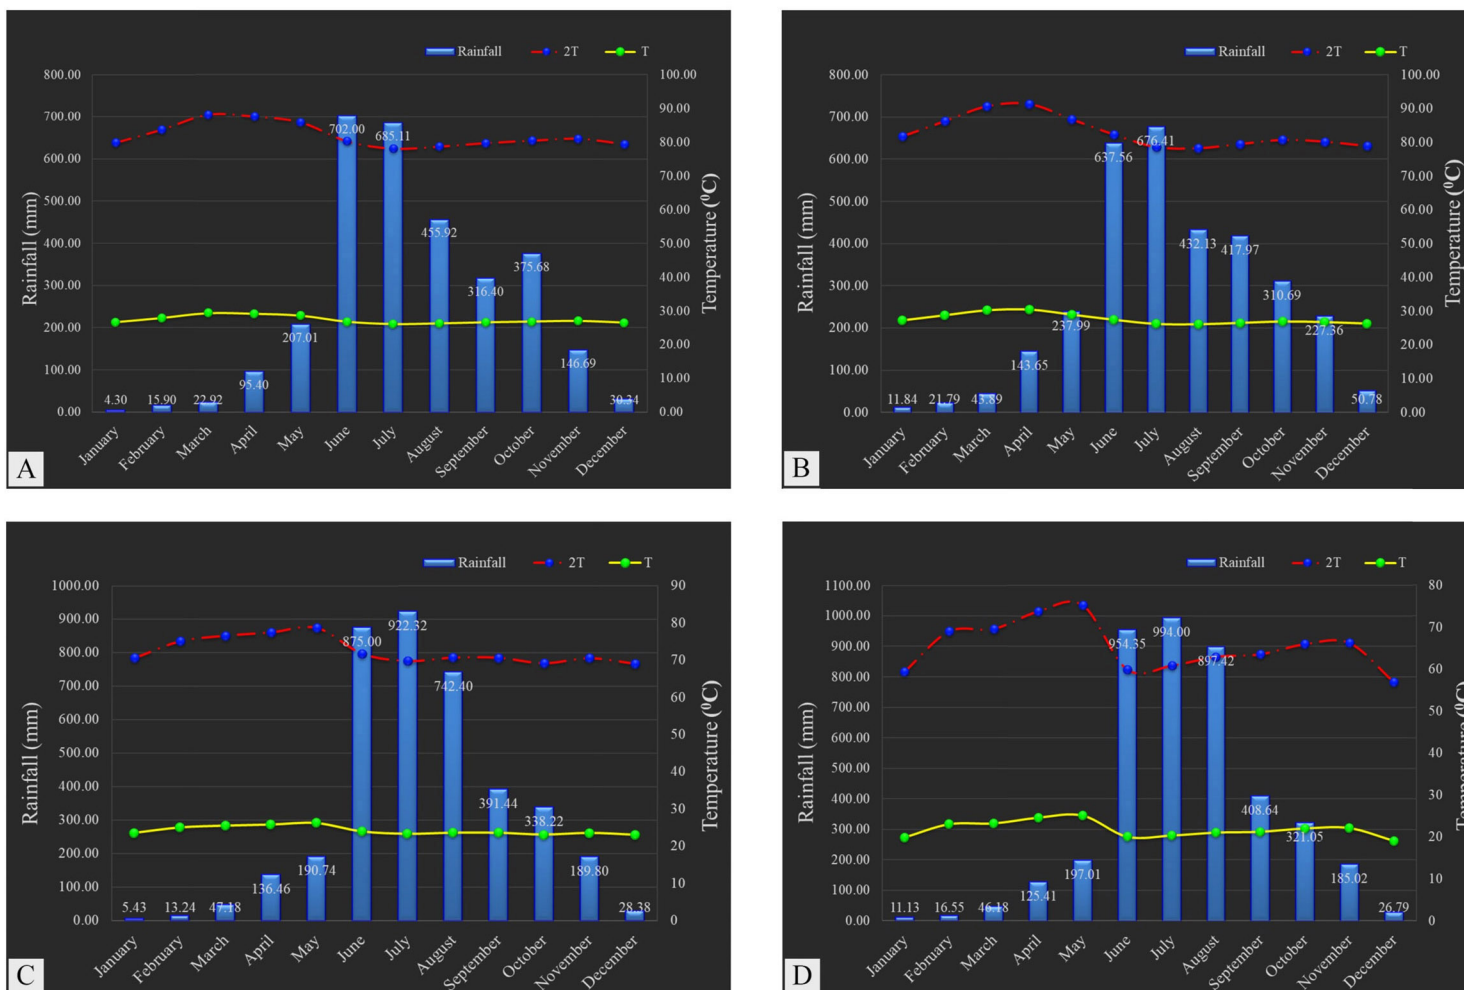 Rainfall 2T T
800.00 100.00
700.00 90.00
600.00 80.00
500.00 70.00
400.00 60.00
300.00 50.00
200.00 40.00
100.00 30.00
0.00 20.00
10.00
0.00
Rainfall (mm)
Temperature (⁰C)
4.30 15.90 22.92 95.40 207.01 702.00 685.11 455.92 316.40 375.68 146.69 30.34
January February March April May June July August September October November December
A
Rainfall 2T T
800.00 100.00
700.00 90.00
600.00 80.00
500.00 70.00
400.00 60.00
300.00 50.00
200.00 40.00
100.00 30.00
0.00 20.00
10.00
0.00
Rainfall (mm)
Temperature (⁰C)
11.84 21.79 43.89 143.65 237.99 637.56 676.41 432.13 417.97 310.69 227.36 50.78
January February March April May June July August September October November December
B
Rainfall 2T T
1000.00 90
900.00 80
800.00 70
700.00 60
600.00 50
500.00 40
400.00 30
300.00 20
200.00 10
100.00 0
0.00
Rainfall (mm)
Temperature (⁰C)
5.43 13.24 47.18 136.46 190.74 875.00 922.32 742.40 391.44 338.22 189.80 28.38
January February March April May June July August September October November December
C
Rainfall 2T T
1100.00 80
1000.00 70
900.00 60
800.00 50
700.00 40
600.00 30
500.00 20
400.00 10
300.00 0
200.00
100.00
0.00
Rainfall (mm)
Temperature (⁰C)
11.13 16.55 46.18 125.41 197.01 954.35 994.00 897.42 408.64 321.05 185.02 26.79
January February March April May June July August September October November December
D